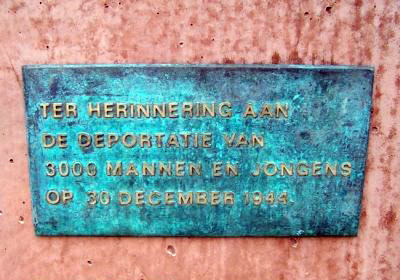 TER HERINNERING AAN
DE DEPORTATIE VAN
3000 MANNEN EN JONGENS
OP 30 DECEMBER 1944.